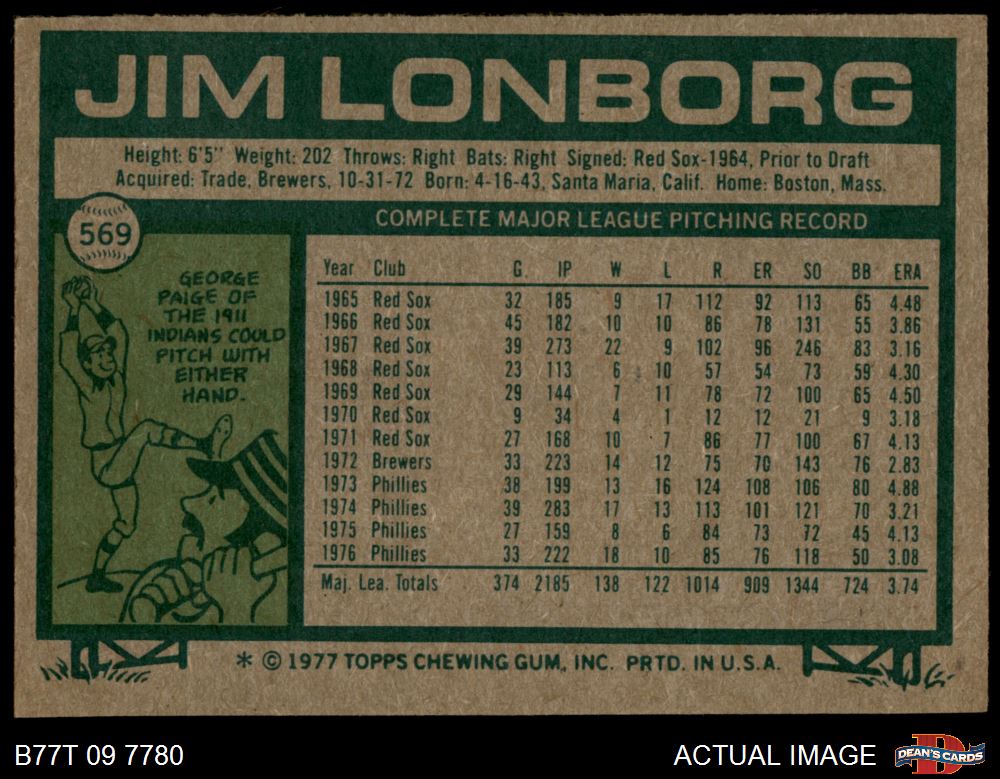 JIM LONBORG
Height: 6'5" Weight: 202 Throws: Right Bats: Right Signed: Red Sox-1964, Prior to Draft
Acquired: Trade, Brewers, 10-31-72 Born: 4-16-43, Santa Maria, Calif. Home: Boston, Mass.
569
GEORGE
PAIGE OF
THE 1911
INDIANS COULD
PITCH WITH
EITHER
HAND.
COMPLETE MAJOR LEAGUE PITCHING RECORD
Year Club G. IP W L R ER SO BB ERA
1965 Red Sox 32 185 9 17 112 92 113 65 4.48
1966 Red Sox 45 182 10 10 86 78 131 55 3.86
1967 Red Sox 39 273 22 9 102 96 246 83 3.16
1968 Red Sox 23 113 6 10 57 54 73 59 4.30
1969 Red Sox 29 144 7 11 78 72 100 65 4.50
1970 Red Sox 9 34 4 1 12 12 21 9 3.18
1971 Red Sox 27 168 10 7 86 77 100 67 4.13
1972 Brewers 33 223 14 12 75 70 143 76 2.83
1973 Phillies 38 199 13 16 124 108 106 80 4.88
1974 Phillies 39 283 17 13 113 101 121 70 3.21
1975 Phillies 27 159 8 6 84 73 72 45 4.13
1976 Phillies 33 222 18 10 85 76 118 50 3.08
Maj. Lea. Totals 374 2185 138 122 1014 909 1344 724 3.74
* © 1977 TOPPS CHEWING GUM, INC. PRTD. IN U.S.A.
B77T 09 7780
ACTUAL IMAGE
D
DEAN'S CARDS